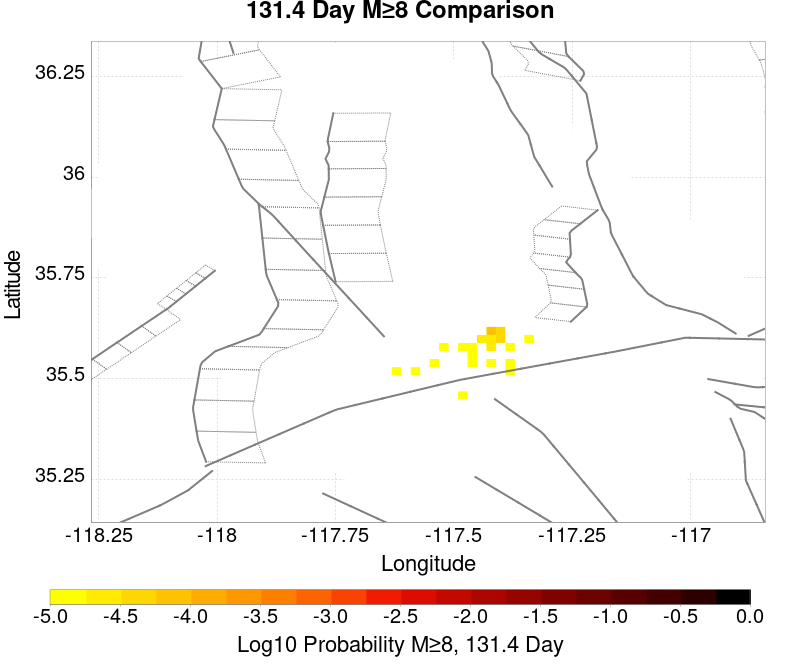 131.4 Day M≥8 Comparison
36.25
36
35.75
35.5
35.25
Latitude
-118.25 -118 -117.75 -117.5 -117.25 -117
Longitude
-5.0 -4.5 -4.0 -3.5 -3.0 -2.5 -2.0 -1.5 -1.0 -0.5 0.0
Log10 Probability M≥8, 131.4 Day